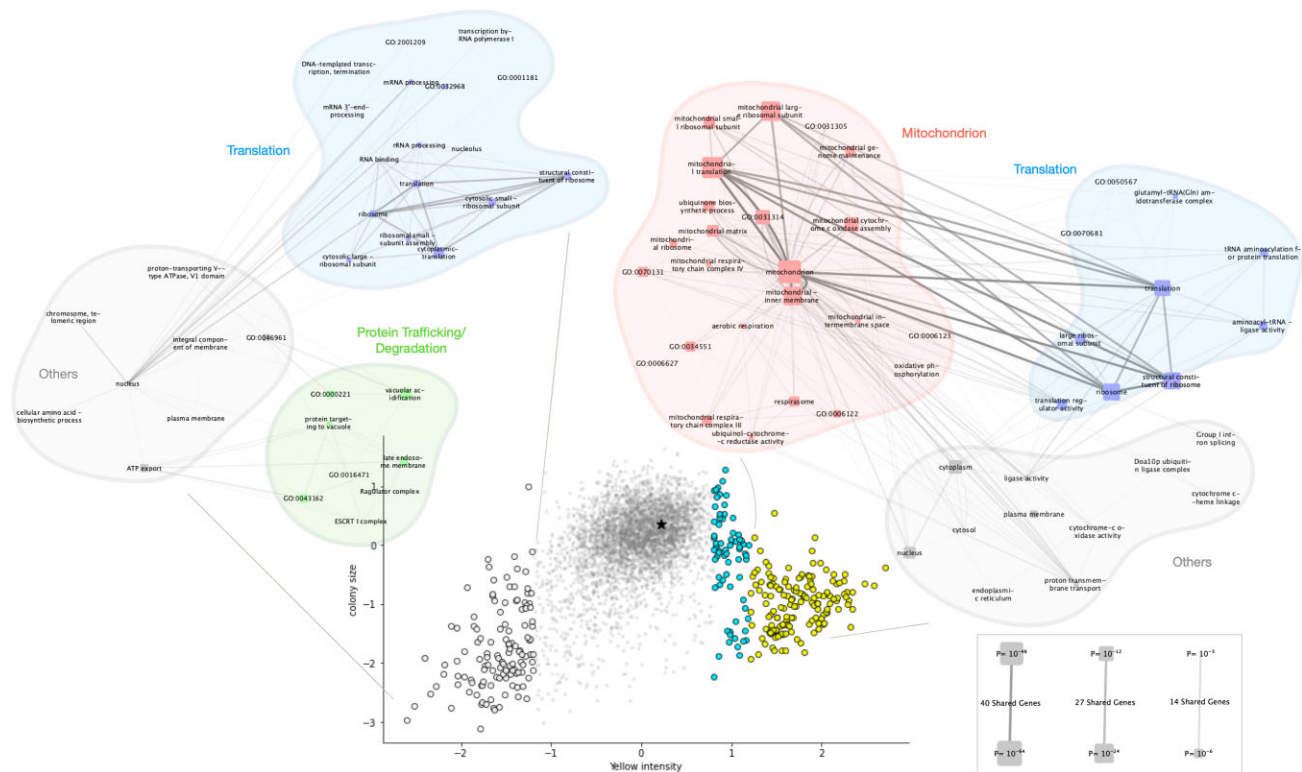 transcription by-
RNA polymerase I
GO:2001209
DNA-templated transc-
ription, termination
mRNA processing
GO:0032968
GO:0001181
mRNA 3'-end-
processing
Translation
rRNA processing
nucleolus
RNA binding
translation
structural consti-
tuent of ribosome
cytosolic small -
ribosomal subunit
ribosome
ribosomal small -
subunit assembly
cytoplasmic-
translation
cytosolic large -
ribosomal subunit
mitochondrial larg-
e ribosomal subunit
mitochondrial smal-
l ribosomal subunit
GO:0031305
Mitochondrion
mitochondrial ge-
nome maintenance
mitochondria-
l translation
ubiquinone bios-
ynthetic process
GO:0031314
mitochondrial cytochr-
ome c oxidase assembly
mitochondrial matrix
mitochondri-
al ribosome
mitochondrial respira-
tory chain complex IV
GO:0070131
mitochondrion
mitochondrial -
inner membrane
mitochondrial in-
termembrane space
aerobic respiration
GO:0006123
GO:0034551
GO:0006627
oxidative ph-
osphorylation
respirasome
GO:0006122
mitochondrial respira-
tory chain complex III
ubiquinol-cytochrome-
c reductase activity
Translation
GO:0050567
glutamyl-tRNA(Gln) am-
idotransferase complex
GO:0070681
tRNA aminoacylation f-
or protein translation
translation
aminoacyl-tRNA -
ligase activity
large ribos-
omal subunit
structural consti-
tuent of ribosome
ribosome
translation reg-
ulator activity
proton-transporting V-
type ATPase, V1 domain
chromosome, te-
lomeric region
integral compon-
ent of membrane
GO:0046961
Others
nucleus
cellular amino acid -
biosynthetic process
plasma membrane
ATP export
Protein Trafficking/
Degradation
GO:0000221
vacuolar ac-
idification
protein target-
ing to vacuole
late endoso-
me membrane
GO:0016471
Ragulator complex
GO:0043162
ESCRT I complex
Group I int-
ron splicing
cytoplasm
Doa10p ubiquiti-
n ligase complex
ligase activity
cytochrome c-
-heme linkage
plasma membrane
cytosol
cytochrome-c o-
xidase activity
nucleus
Others
proton transmem-
brane transport
endoplasmi-
c reticulum
1
0
−1
−2
−3
colony size
−2
−1
0
1
2
Yellow intensity
P= 10⁻⁴⁸
P= 10⁻¹²
P= 10⁻³
40 Shared Genes
27 Shared Genes
14 Shared Genes
P= 10⁻⁶⁴
P= 10⁻²⁴
P= 10⁻⁶